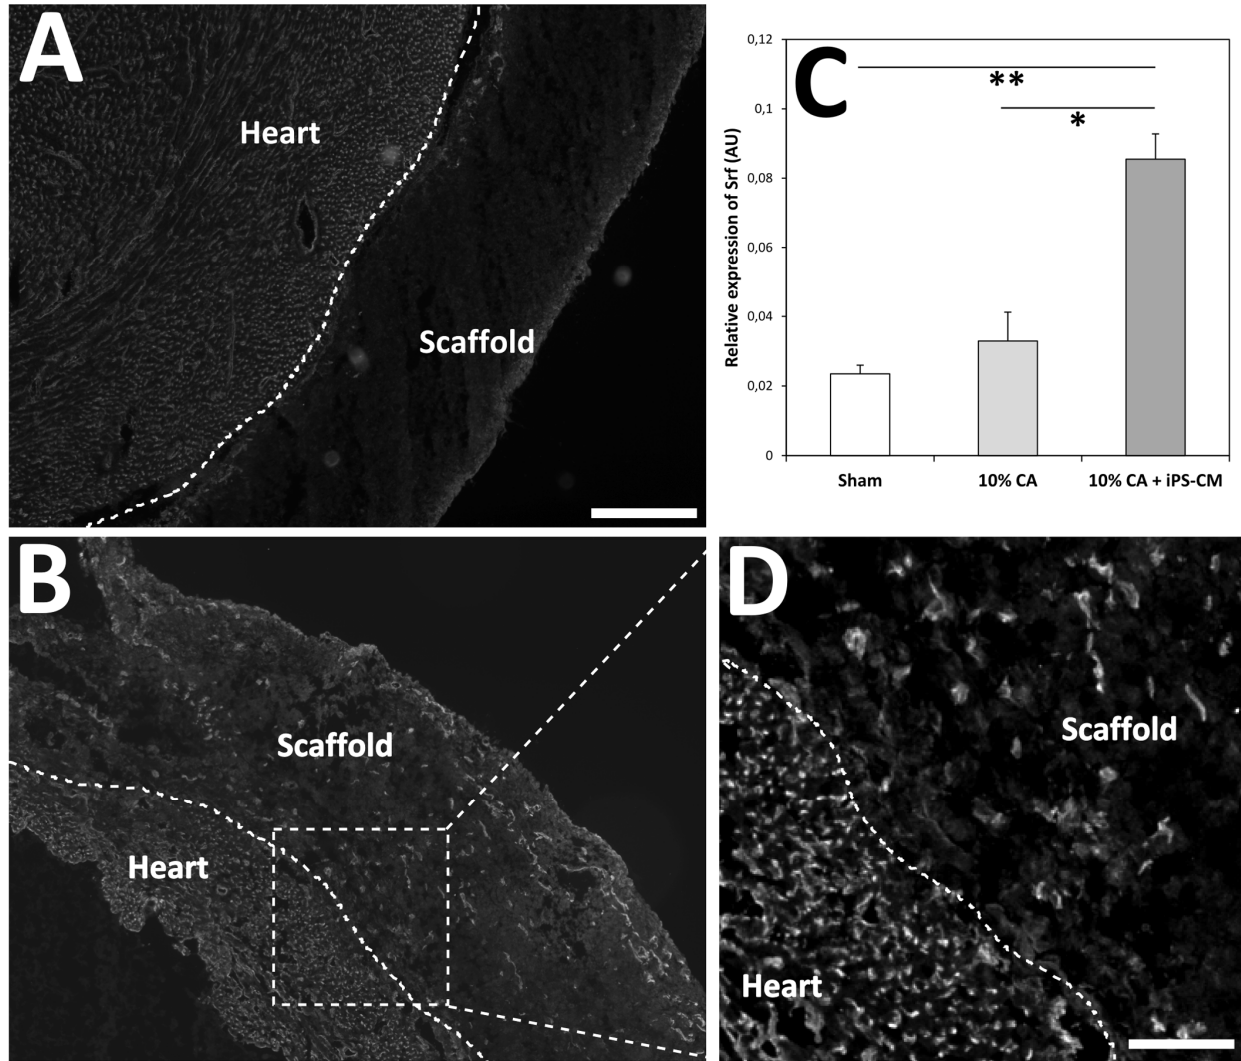 A
Heart
Scaffold
C
**
*
Relative expression of Srf (AU)
0,12
0,1
0,08
0,06
0,04
0,02
0
Sham
10% CA
10% CA + iPS-CM
B
Scaffold
Heart
D
Scaffold
Heart